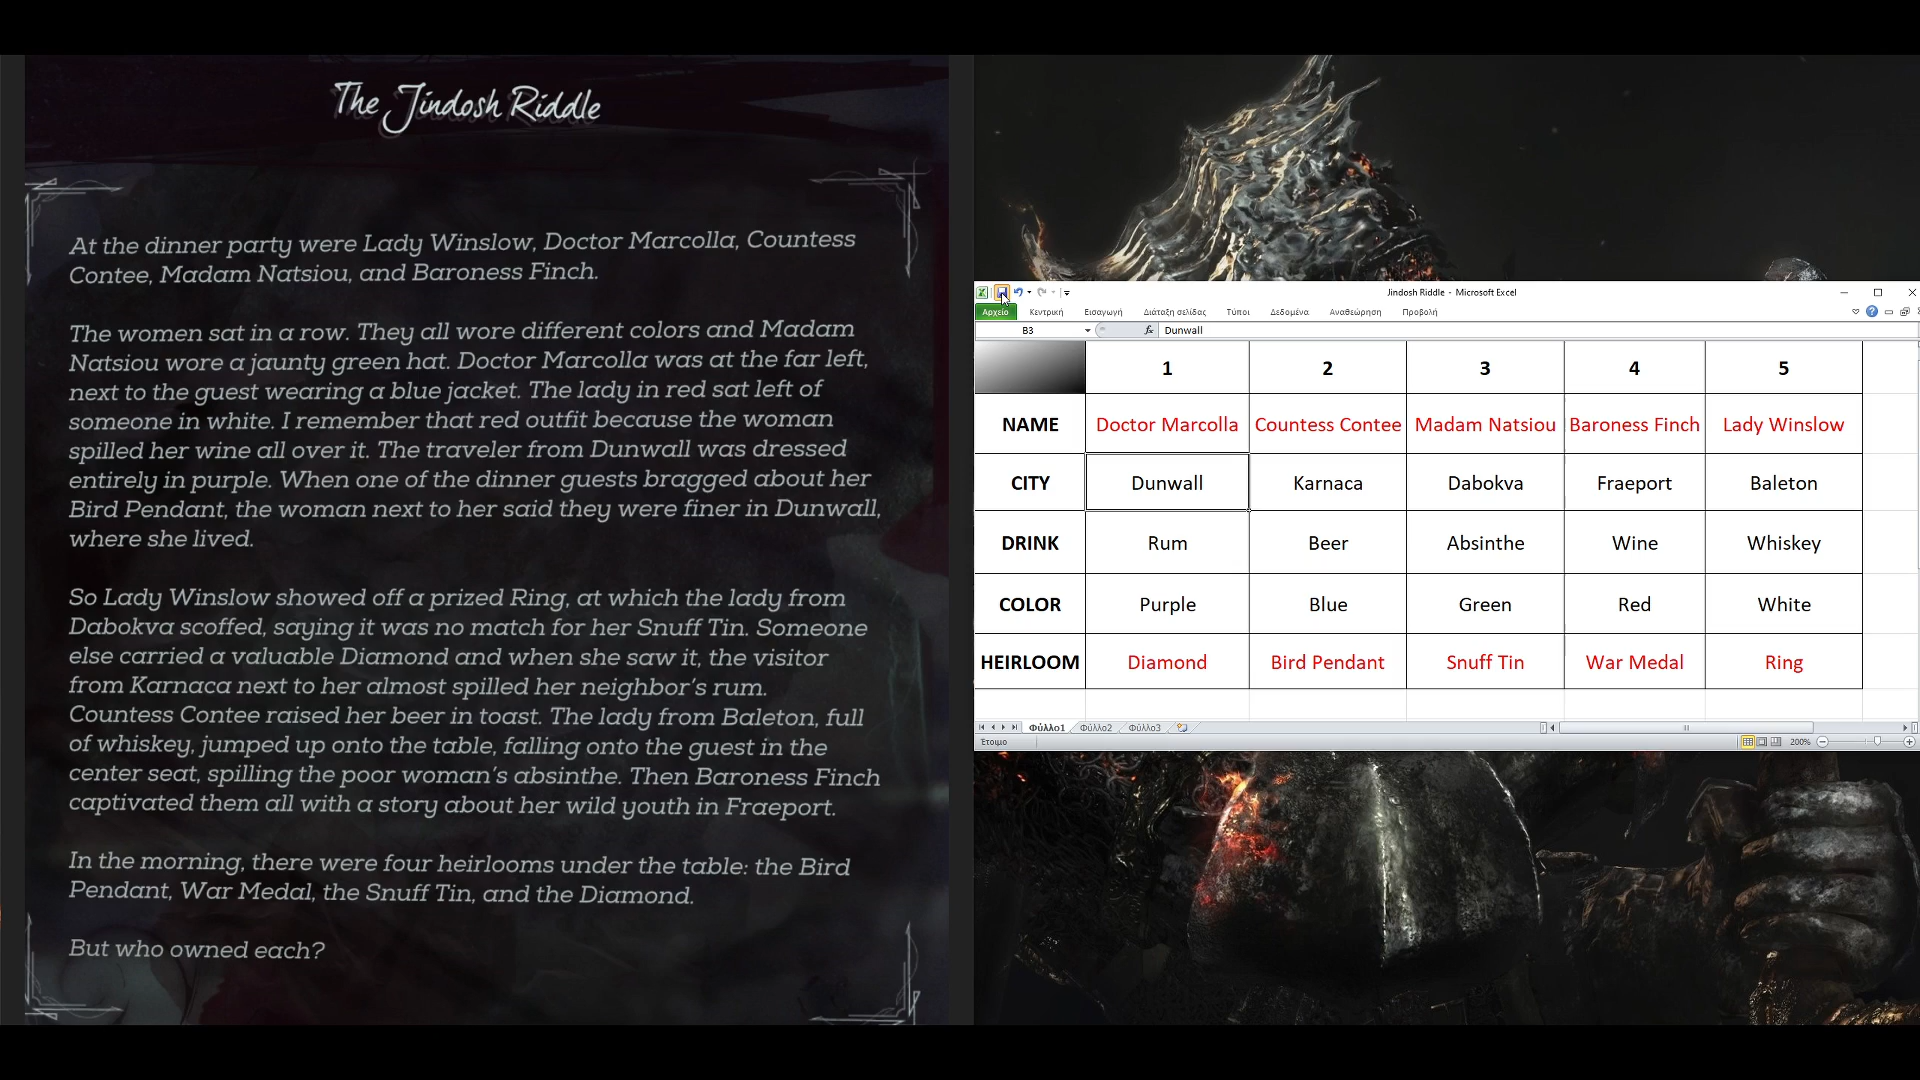 The Jindosh Riddle
At the dinner party were Lady Winslow, Doctor Marcolla, Countess
Contee, Madam Natsiou, and Baroness Finch.
The women sat in a row. They all wore different colors and Madam
Natsiou wore a jaunty green hat. Doctor Marcolla was at the far left,
next to the guest wearing a blue jacket. The lady in red sat left of
someone in white. I remember that red outfit because the woman
spilled her wine all over it. The traveler from Dunwall was dressed
entirely in purple. When one of the dinner guests bragged about her
Bird Pendant, the woman next to her said they were finer in Dunwall,
where she lived.
So Lady Winslow showed off a prized Ring, at which the lady from
Dabokva scoffed, saying it was no match for her Snuff Tin. Someone
else carried a valuable Diamond and when she saw it, the visitor
from Karnaca next to her almost spilled her neighbor's rum.
Countess Contee raised her beer in toast. The lady from Baleton, full
of whiskey, jumped up onto the table, falling onto the guest in the
center seat, spilling the poor woman's absinthe. Then Baroness Finch
captivated them all with a story about her wild youth in Fraeport.
In the morning, there were four heirlooms under the table: the Bird
Pendant, War Medal, the Snuff Tin, and the Diamond.
But who owned each?
Jindosh Riddle - Microsoft Excel
Αρχείο Κεντρική Εισαγωγή Διάταξη σελίδας Τύποι Δεδομένα Αναθεώρηση Προβολή
B3 fx Dunwall
1 2 3 4 5
NAME Doctor Marcolla Countess Contee Madam Natsiou Baroness Finch Lady Winslow
CITY Dunwall Karnaca Dabokva Fraeport Baleton
DRINK Rum Beer Absinthe Wine Whiskey
COLOR Purple Blue Green Red White
HEIRLOOM Diamond Bird Pendant Snuff Tin War Medal Ring
Φύλλο1 Φύλλο2 Φύλλο3
Έτοιμο 200%